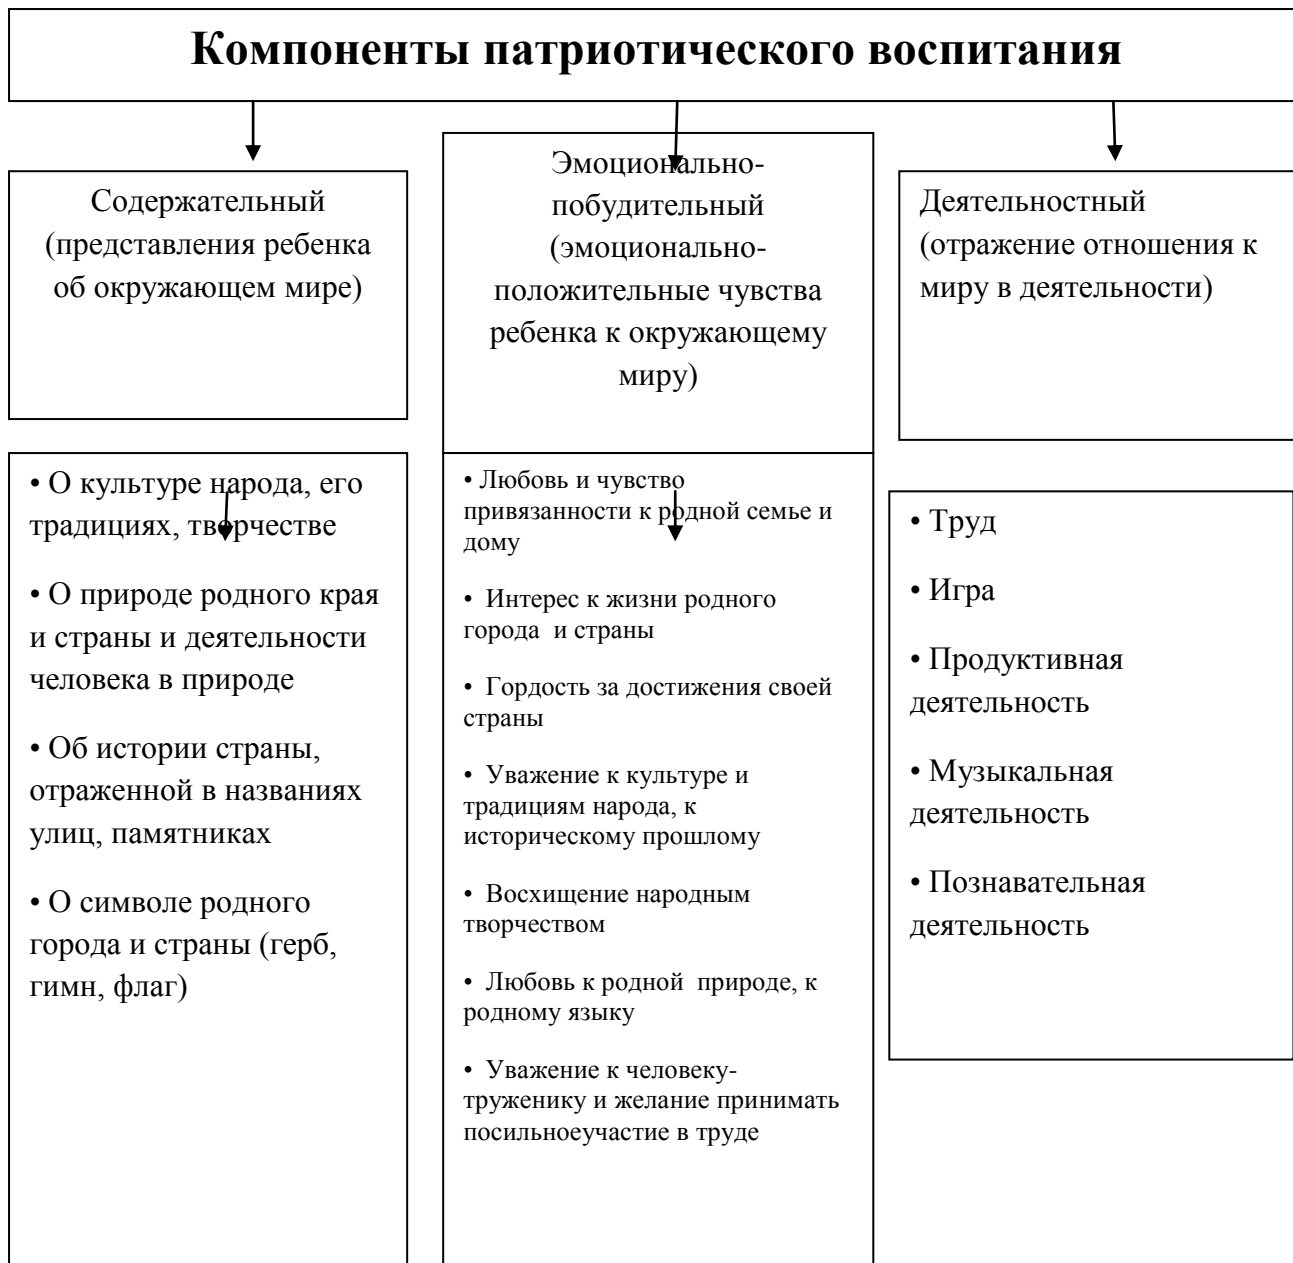 Компоненты патриотического воспитания
Содержательный
(представления ребенка
об окружающем мире)
Эмоционально-
побудительный
(эмоционально-
положительные чувства
ребенка к окружающему
миру)
Деятельностный
(отражение отношения к
миру в деятельности)
• О культуре народа, его
традициях, творчестве
• О природе родного края
и страны и деятельности
человека в природе
• Об истории страны,
отраженной в названиях
улиц, памятниках
• О символе родного
города и страны (герб,
гимн, флаг)
• Любовь и чувство
привязанности к родной семье и
дому
• Интерес к жизни родного
города и страны
• Гордость за достижения своей
страны
• Уважение к культуре и
традициям народа, к
историческому прошлому
• Восхищение народным
творчеством
• Любовь к родной природе, к
родному языку
• Уважение к человеку-
труженику и желание принимать
посильноеучастие в труде
• Труд
• Игра
• Продуктивная
деятельность
• Музыкальная
деятельность
• Познавательная
деятельность